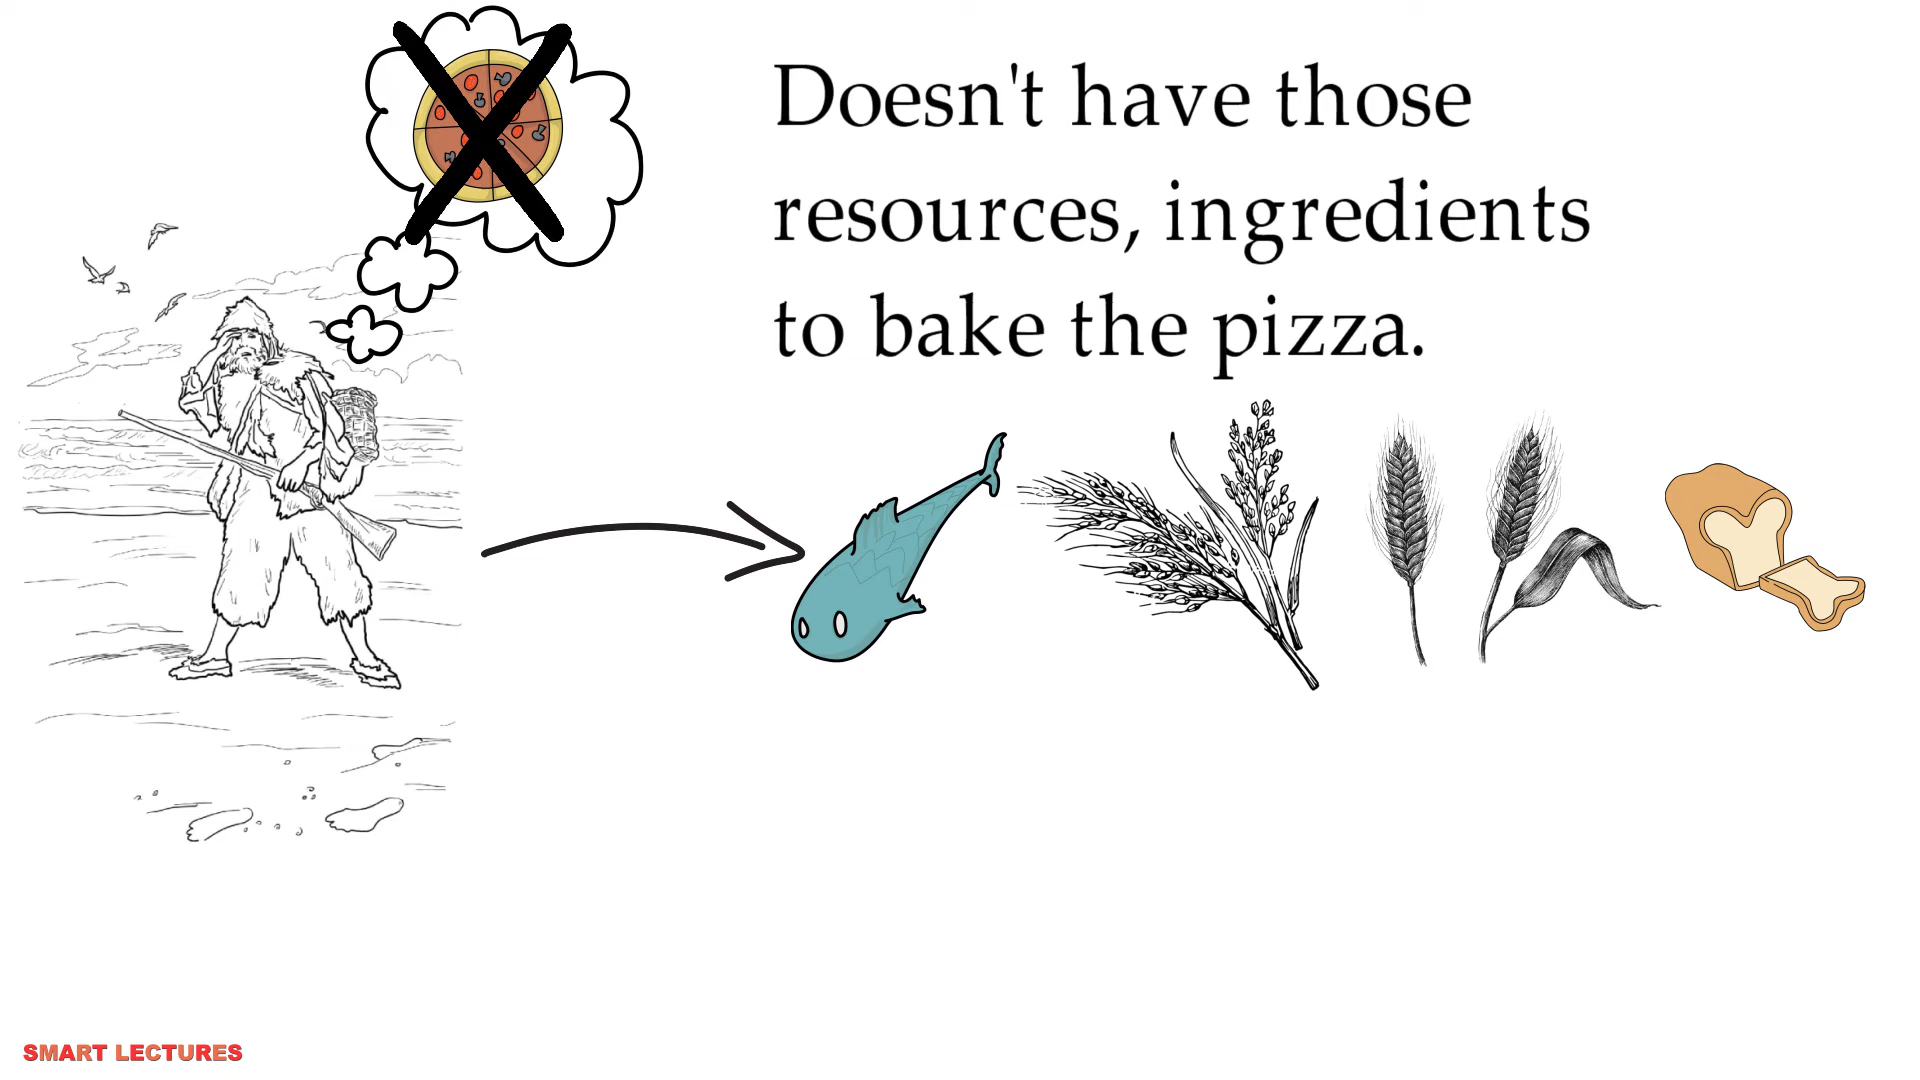 Doesn't have those
resources, ingredients
to bake the pizza.
SMART LECTURES